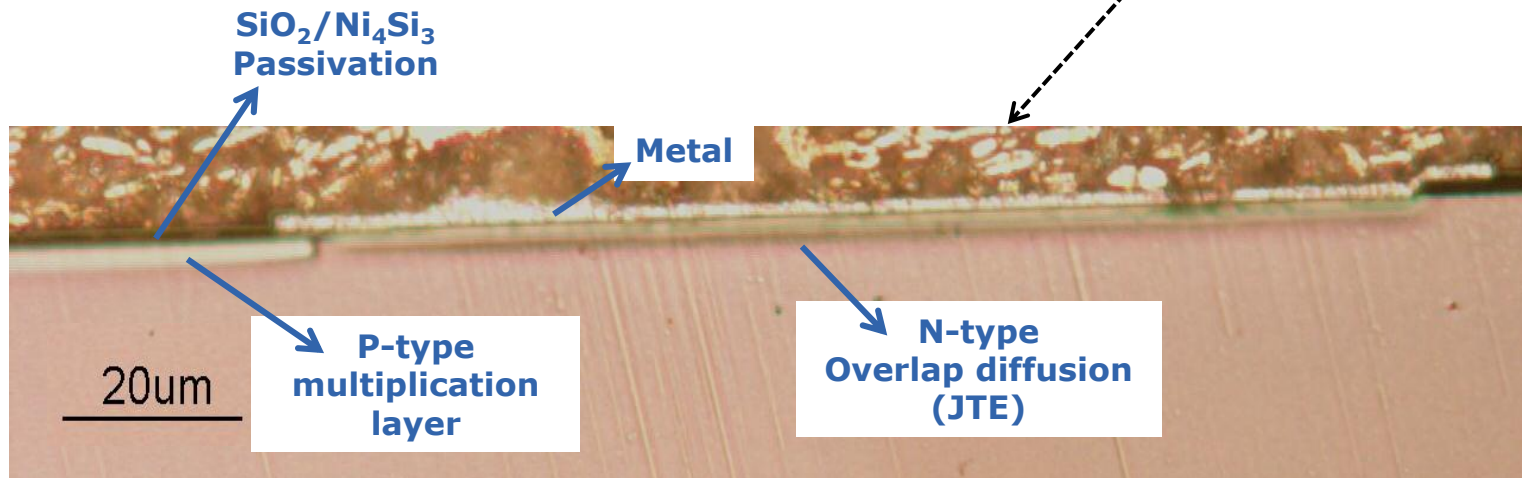 SiO₂/Ni₄Si₃
Passivation
Metal
P-type
multiplication
layer
N-type
Overlap diffusion
(JTE)
20um